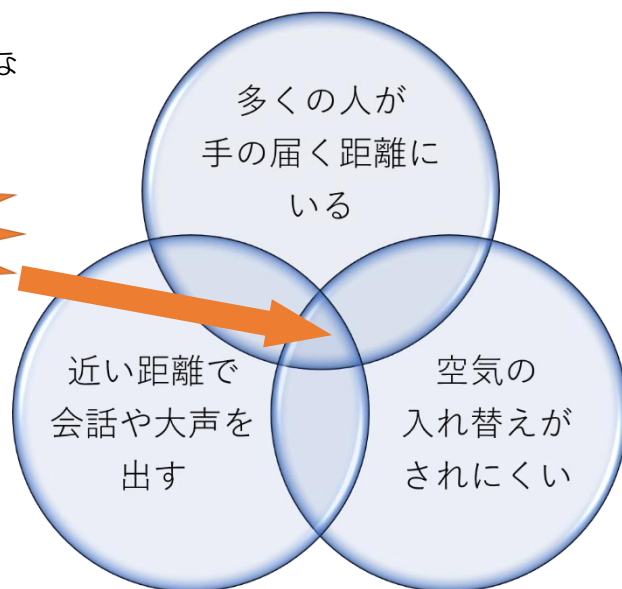 な
多くの人が
手の届く距離に
いる
近い距離で
会話や大声を
出す
空気の
入れ替えが
されにくい